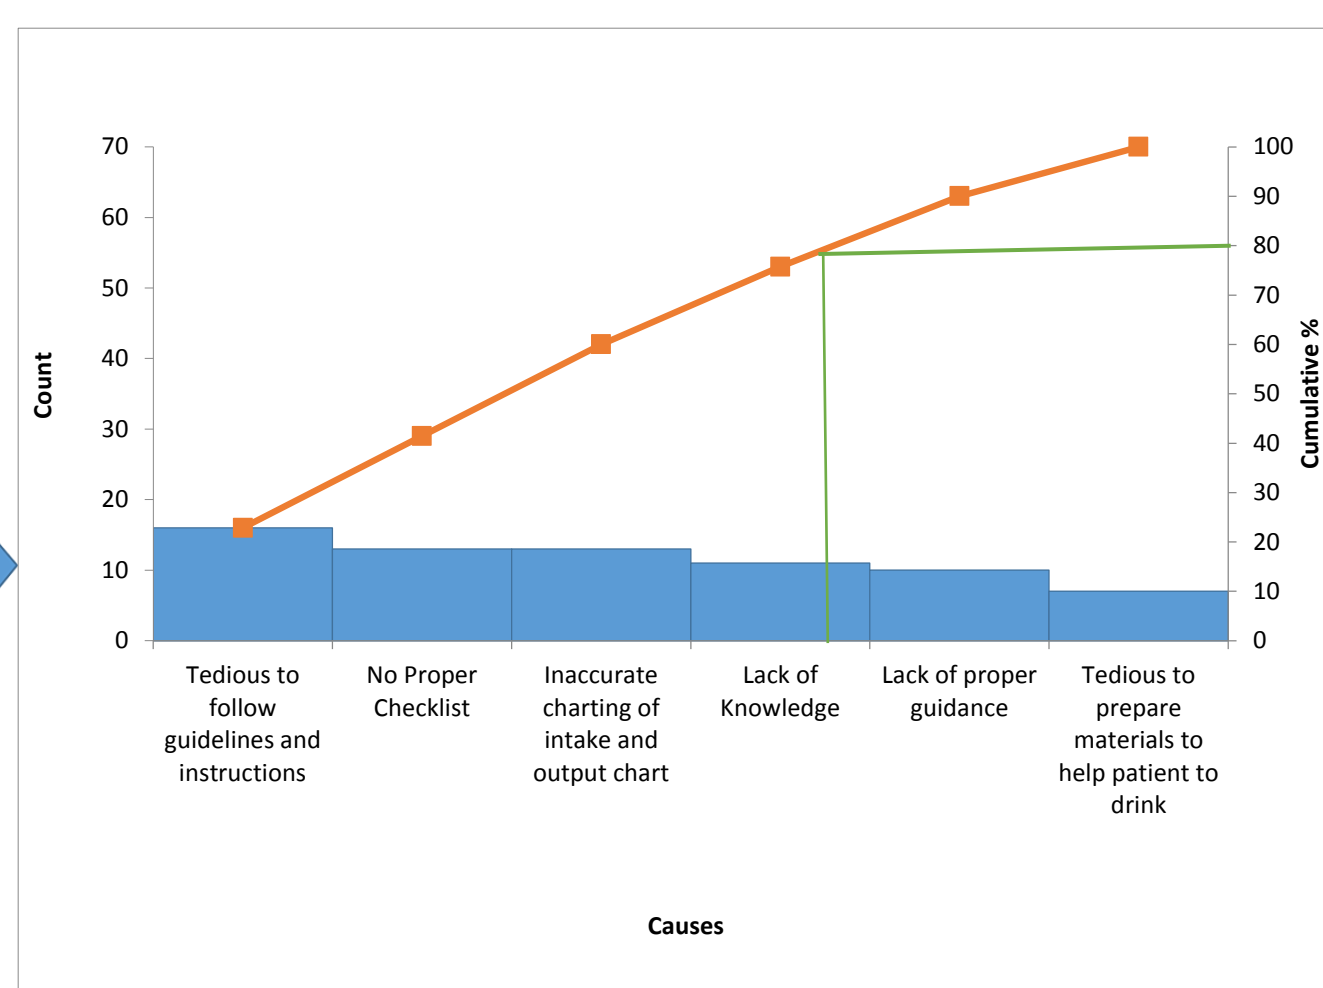 70
60
50
40
30
20
10
0
Count
100
90
80
70
60
50
40
30
20
10
0
Cumulative %
Tedious to
follow
guidelines and
instructions
No Proper
Checklist
Inaccurate
charting of
intake and
output chart
Lack of
Knowledge
Lack of proper
guidance
Tedious to
prepare
materials to
help patient to
drink
Causes